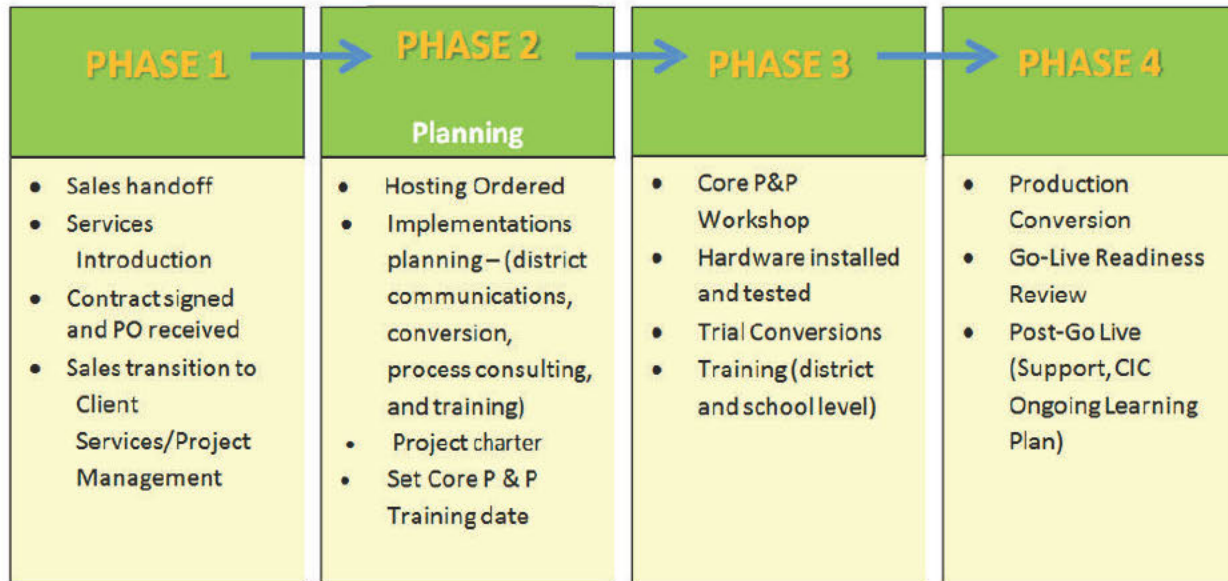 PHASE 1
Sales handoff
Services
Introduction
Contract signed
and PO received
Sales transition to
Client
Services/Project
Management
PHASE 2
Planning
Hosting Ordered
Implementations
planning – (district
communications,
conversion,
process consulting,
and training)
Project charter
Set Core P & P
Training date
PHASE 3
Core P&P
Workshop
Hardware installed
and tested
Trial Conversions
Training (district
and school level)
PHASE 4
Production
Conversion
Go-Live Readiness
Review
Post-Go Live
(Support, CIC
Ongoing Learning
Plan)